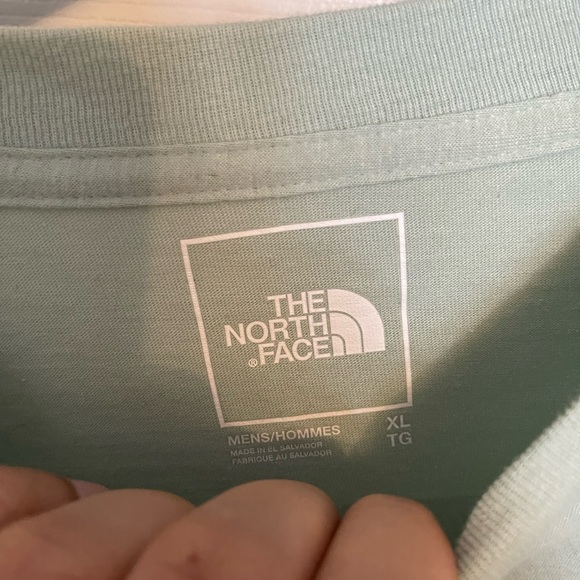 THE
NORTH
® FACE
MENS/HOMMES XL
MADE IN EL SALVADOR TG
FABRIQUE AU SALVADOR